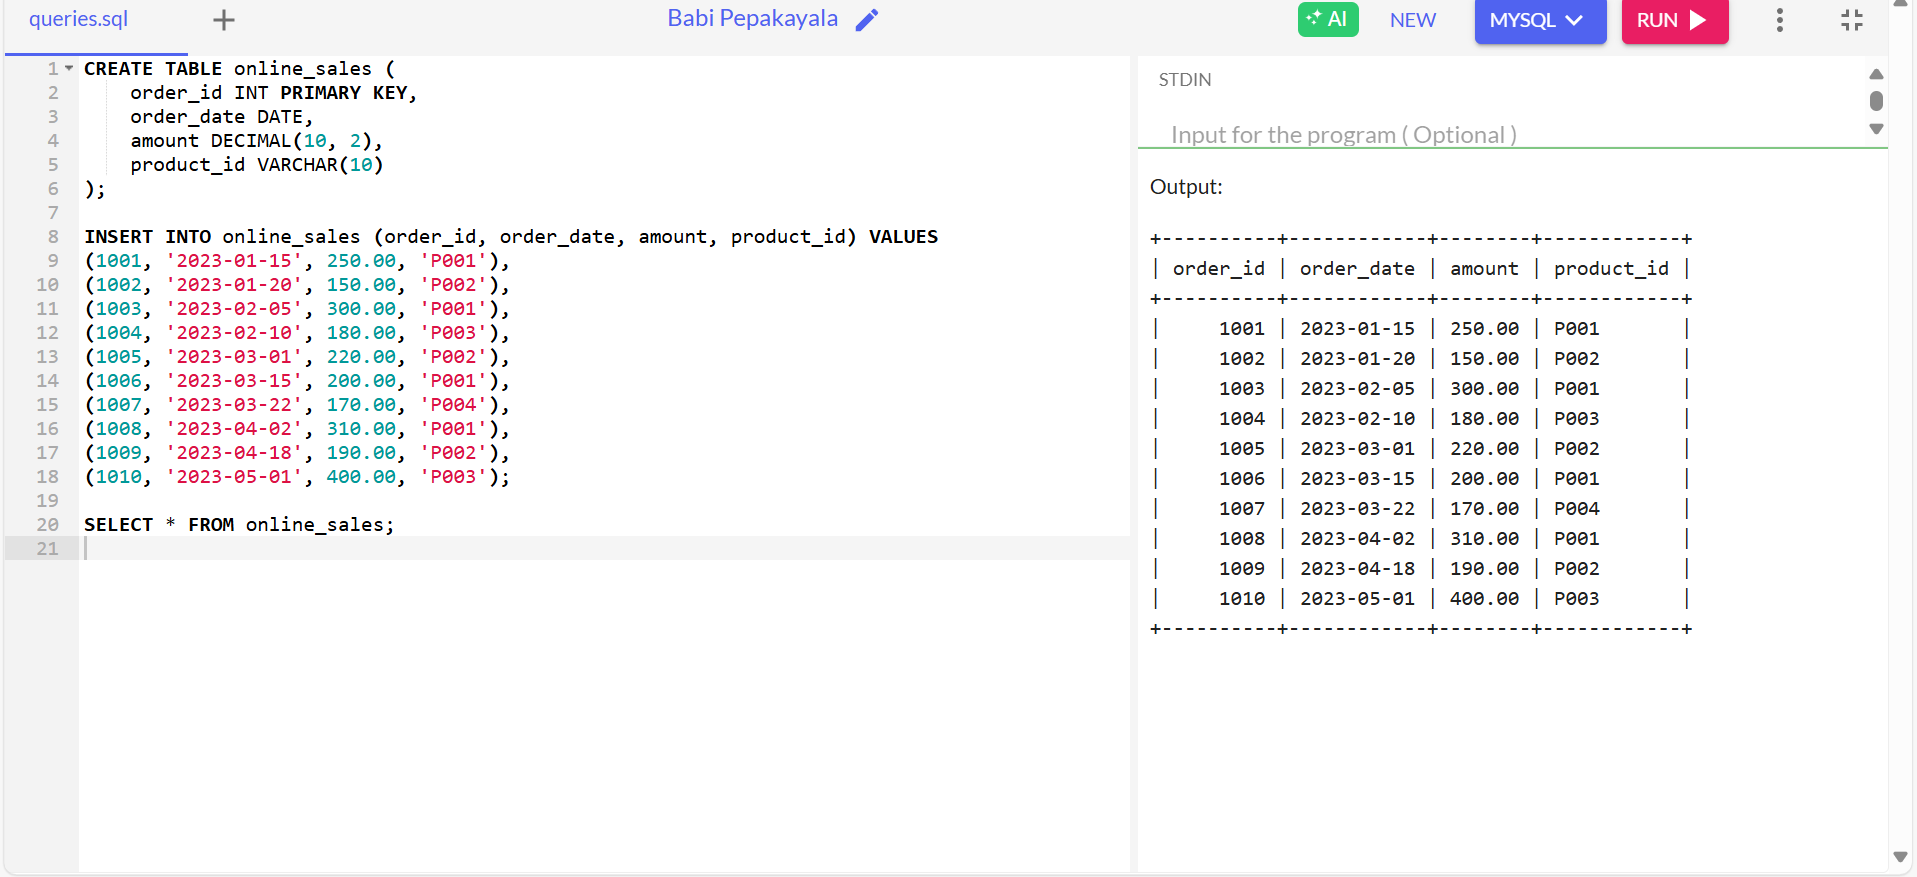 queries.sql + Babi Pepakayala AI NEW MYSQL RUN
1 CREATE TABLE online_sales (
2     order_id INT PRIMARY KEY,
3     order_date DATE,
4     amount DECIMAL(10, 2),
5     product_id VARCHAR(10)
6 );
7
8 INSERT INTO online_sales (order_id, order_date, amount, product_id) VALUES
9 (1001, '2023-01-15', 250.00, 'P001'),
10 (1002, '2023-01-20', 150.00, 'P002'),
11 (1003, '2023-02-05', 300.00, 'P001'),
12 (1004, '2023-02-10', 180.00, 'P003'),
13 (1005, '2023-03-01', 220.00, 'P002'),
14 (1006, '2023-03-15', 200.00, 'P001'),
15 (1007, '2023-03-22', 170.00, 'P004'),
16 (1008, '2023-04-02', 310.00, 'P001'),
17 (1009, '2023-04-18', 190.00, 'P002'),
18 (1010, '2023-05-01', 400.00, 'P003');
19
20 SELECT * FROM online_sales;
21
STDIN
Input for the program ( Optional )
Output:
+----------+------------+--------+------------+
| order_id | order_date | amount | product_id |
+----------+------------+--------+------------+
|     1001 | 2023-01-15 | 250.00 | P001       |
|     1002 | 2023-01-20 | 150.00 | P002       |
|     1003 | 2023-02-05 | 300.00 | P001       |
|     1004 | 2023-02-10 | 180.00 | P003       |
|     1005 | 2023-03-01 | 220.00 | P002       |
|     1006 | 2023-03-15 | 200.00 | P001       |
|     1007 | 2023-03-22 | 170.00 | P004       |
|     1008 | 2023-04-02 | 310.00 | P001       |
|     1009 | 2023-04-18 | 190.00 | P002       |
|     1010 | 2023-05-01 | 400.00 | P003       |
+----------+------------+--------+------------+